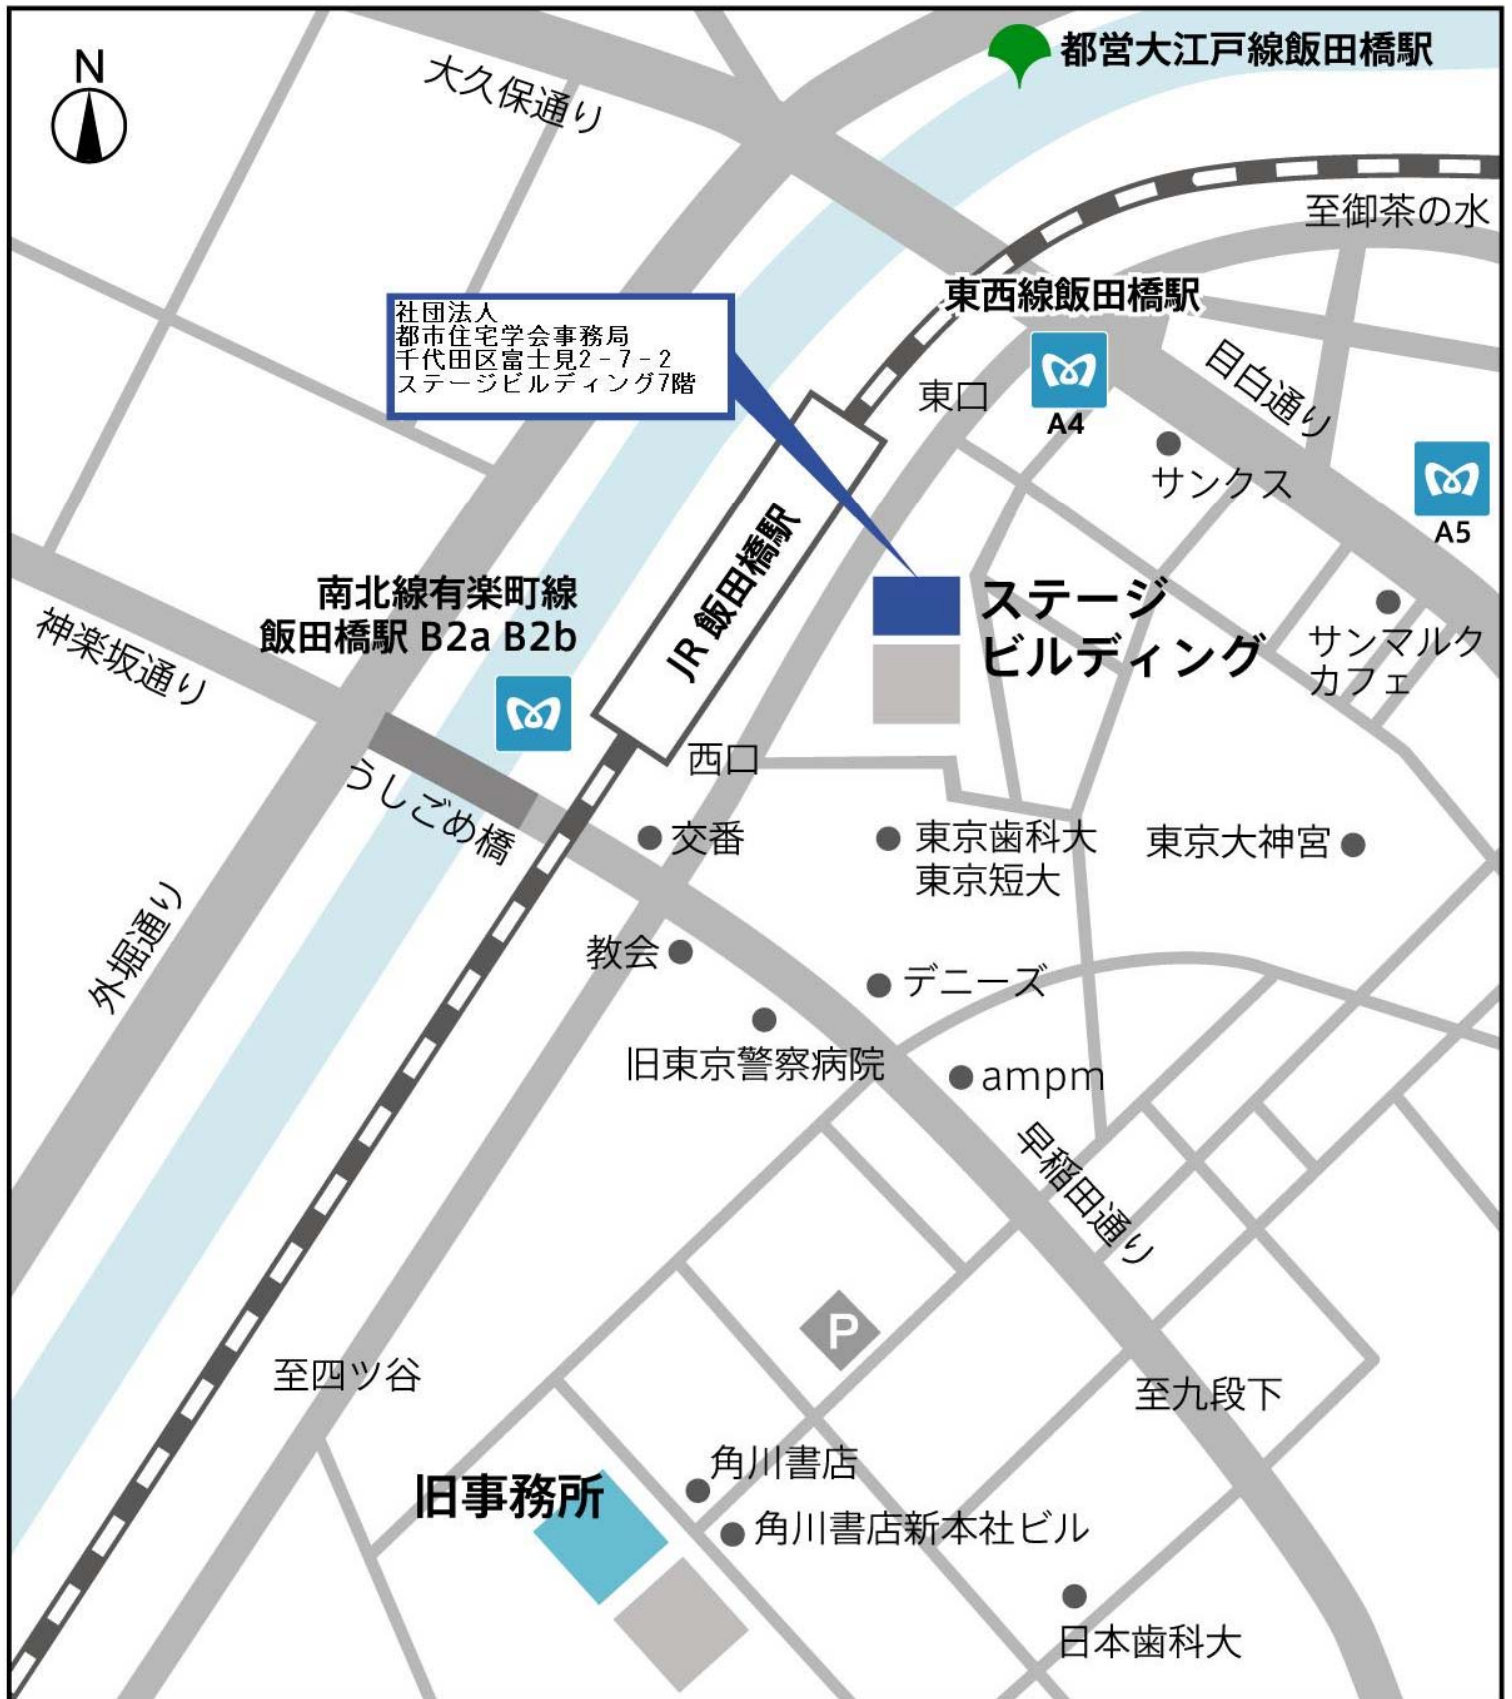 N
都営大江戸線飯田橋駅
大久保通り
至御茶の水
東西線飯田橋駅
社団法人
都市住宅学会事務局
千代田区富士見2-7-2
ステージビルディング7階
東口
A4
目白通り
サンクス
A5
JR 飯田橋駅
南北線有楽町線
飯田橋駅 B2a B2b
ステージ
ビルディング
サンマルク
カフェ
神楽坂通り
西口
うしごめ橋
交番
東京歯科大
東京短大
東京大神宮
外堀通り
教会
デニーズ
旧東京警察病院
ampm
早稲田通り
P
至四ツ谷
至九段下
角川書店
旧事務所
角川書店新本社ビル
日本歯科大